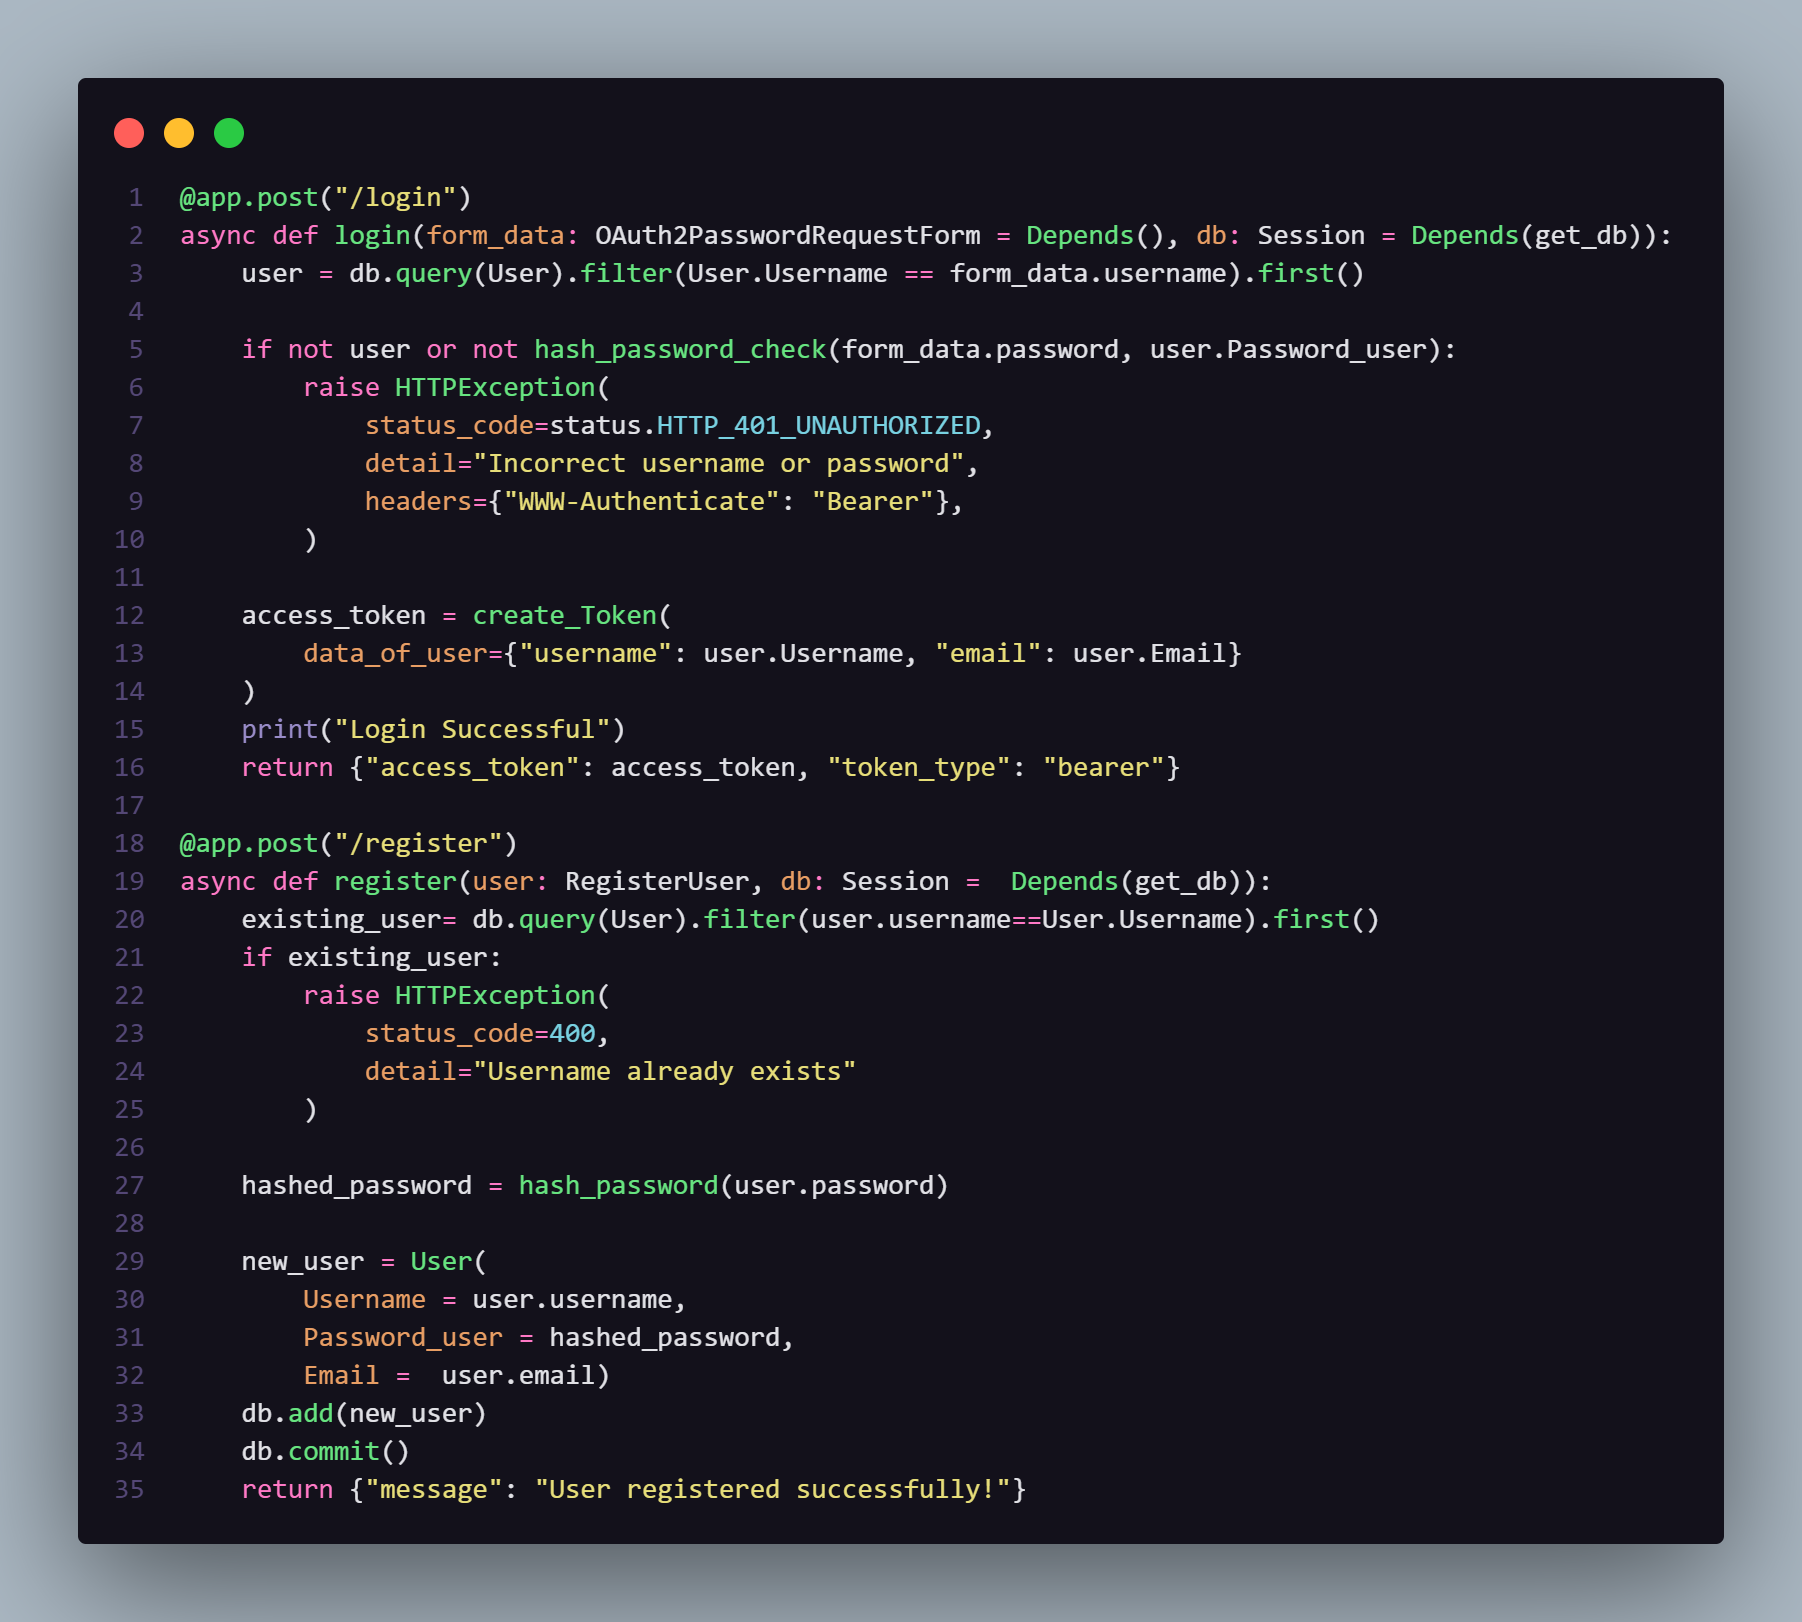 1 @app.post("/login")
2 async def login(form_data: OAuth2PasswordRequestForm = Depends(), db: Session = Depends(get_db)):
3     user = db.query(User).filter(User.Username == form_data.username).first()
4
5     if not user or not hash_password_check(form_data.password, user.Password_user):
6         raise HTTPException(
7             status_code=status.HTTP_401_UNAUTHORIZED,
8             detail="Incorrect username or password",
9             headers={"WWW-Authenticate": "Bearer"},
10         )
11
12     access_token = create_Token(
13         data_of_user={"username": user.Username, "email": user.Email}
14     )
15     print("Login Successful")
16     return {"access_token": access_token, "token_type": "bearer"}
17
18 @app.post("/register")
19 async def register(user: RegisterUser, db: Session =  Depends(get_db)):
20     existing_user= db.query(User).filter(user.username==User.Username).first()
21     if existing_user:
22         raise HTTPException(
23             status_code=400,
24             detail="Username already exists"
25         )
26
27     hashed_password = hash_password(user.password)
28
29     new_user = User(
30         Username = user.username,
31         Password_user = hashed_password,
32         Email =  user.email)
33     db.add(new_user)
34     db.commit()
35     return {"message": "User registered successfully!"}